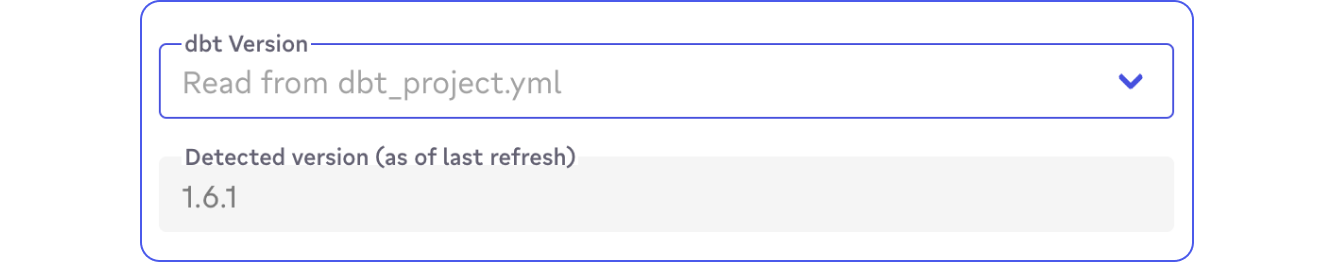 dbt Version
Read from dbt_project.yml
Detected version (as of last refresh)
1.6.1